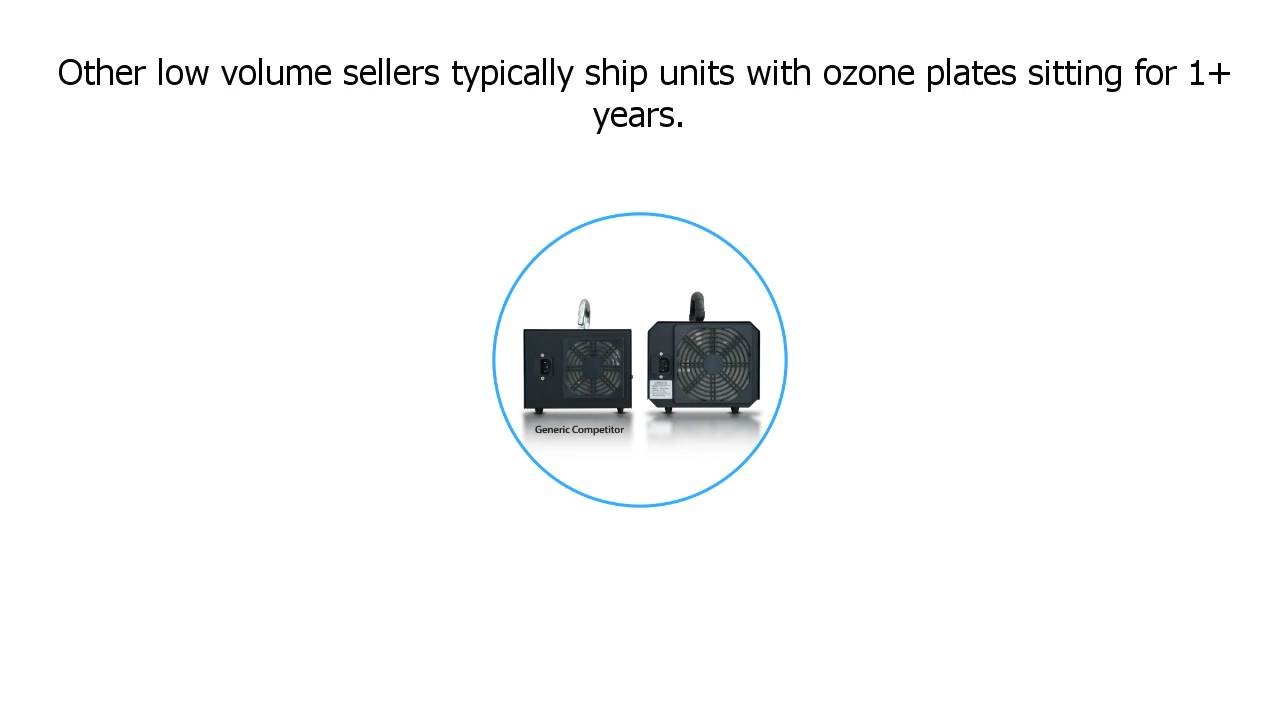 Other low volume sellers typically ship units with ozone plates sitting for 1+
years.
Generic Competitor